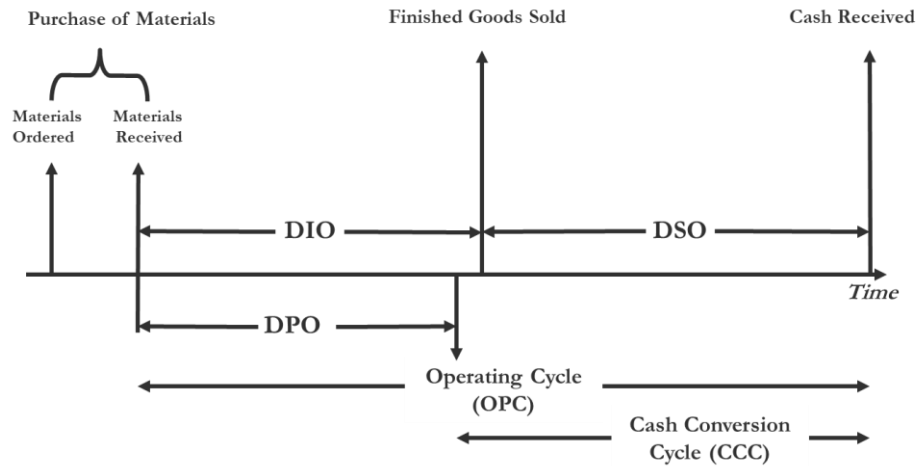 Purchase of Materials
Finished Goods Sold
Cash Received
Materials
Ordered
Materials
Received
DIO
DSO
Time
DPO
Operating Cycle
(OPC)
Cash Conversion
Cycle (CCC)